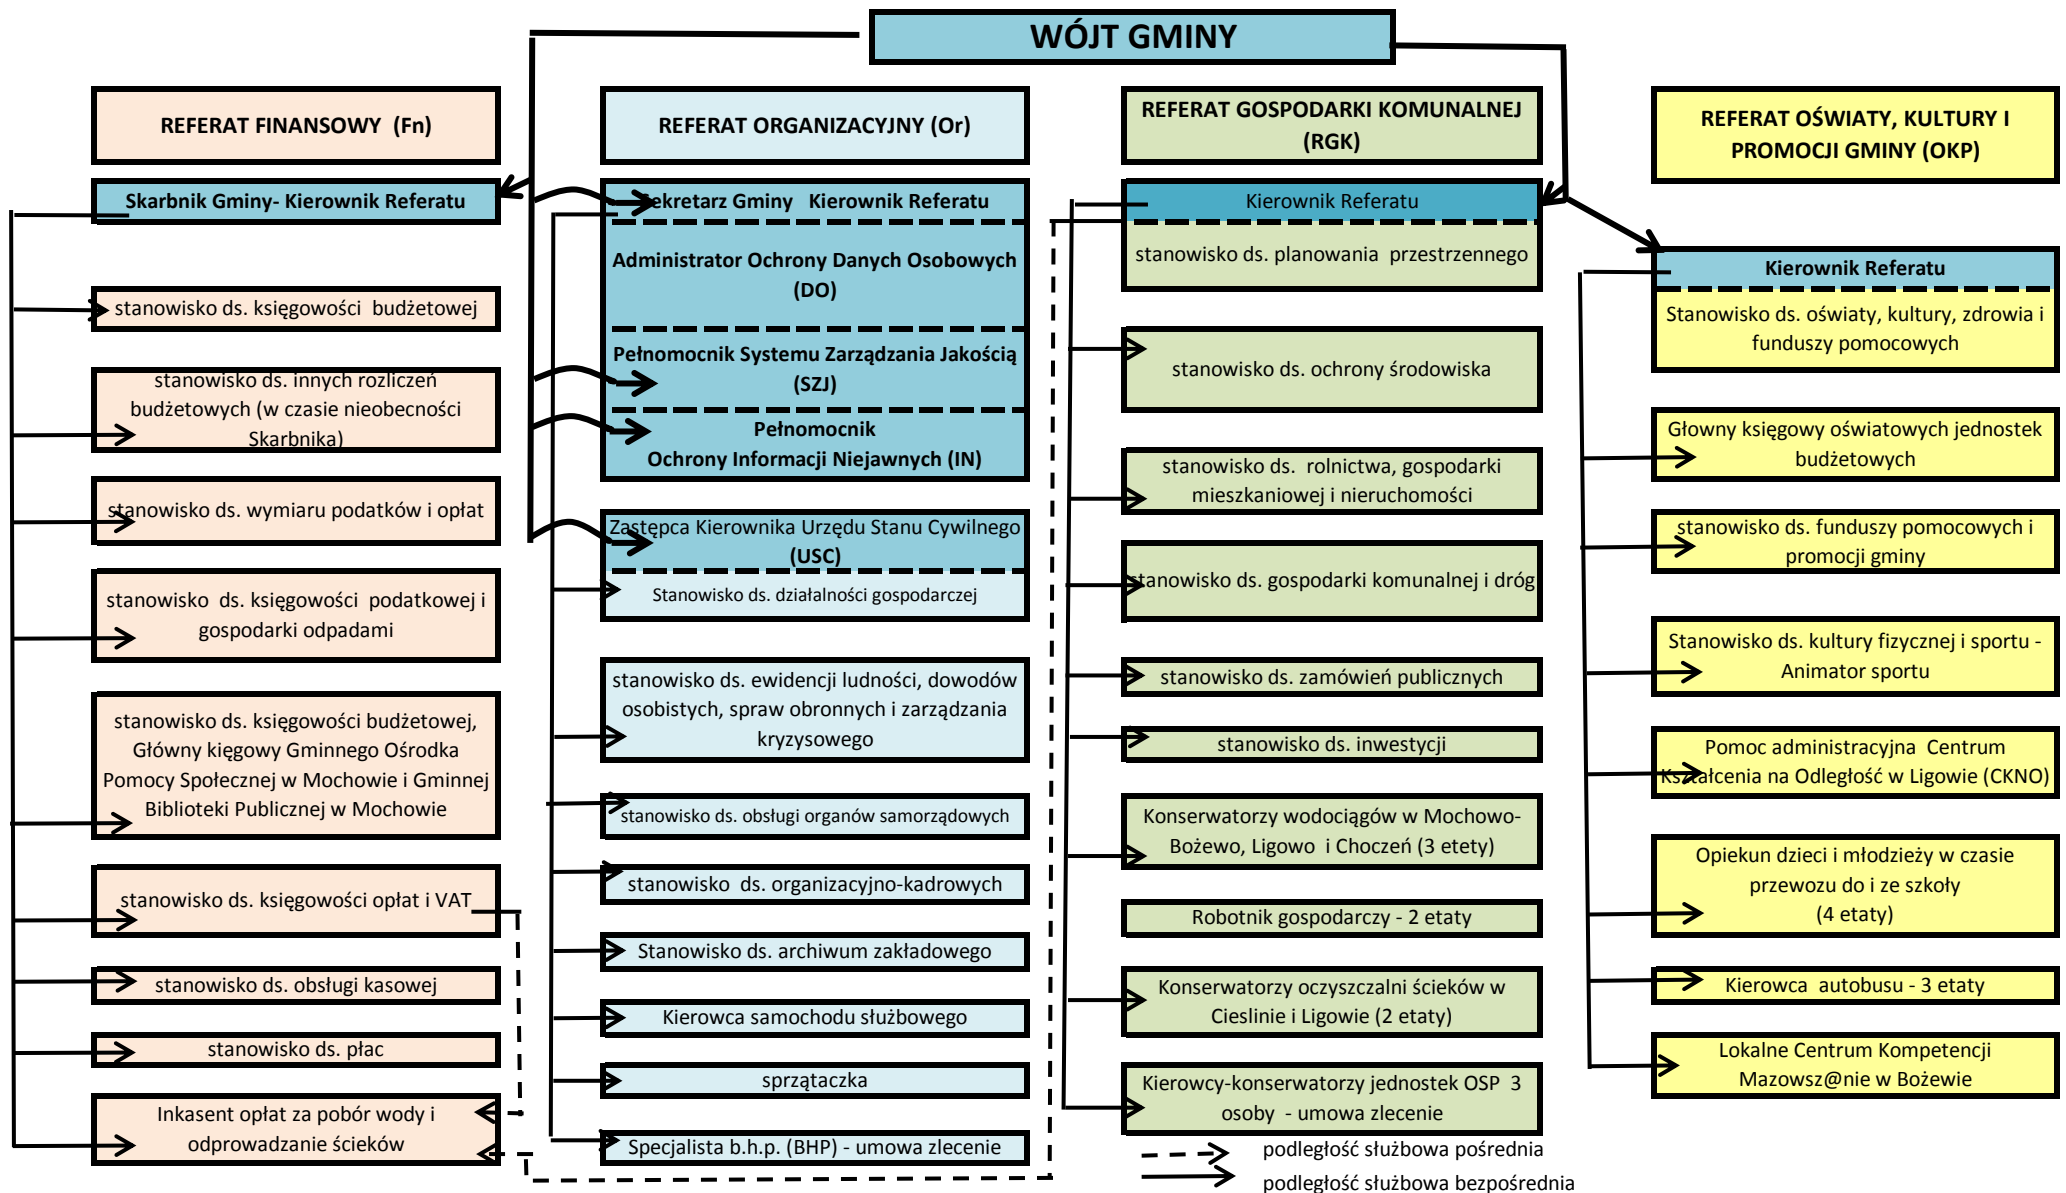 WÓJT GMINY
REFERAT FINANSOWY (Fn)
Skarbnik Gminy- Kierownik Referatu
stanowisko ds. księgowości budżetowej
stanowisko ds. innych rozliczeń
budżetowych (w czasie nieobecności
Skarbnika)
stanowisko ds. wymiaru podatków i opłat
stanowisko ds. księgowości podatkowej i
gospodarki odpadami
stanowisko ds. księgowości budżetowej,
Główny kięgowy Gminnego Ośrodka
Pomocy Społecznej w Mochowie i Gminnej
Biblioteki Publicznej w Mochowie
stanowisko ds. księgowości opłat i VAT
stanowisko ds. obsługi kasowej
stanowisko ds. płac
Inkasent opłat za pobór wody i
odprowadzanie ścieków
REFERAT ORGANIZACYJNY (Or)
Sekretarz Gminy Kierownik Referatu
Administrator Ochrony Danych Osobowych
(DO)
Pełnomocnik Systemu Zarządzania Jakością
(SZJ)
Pełnomocnik
Ochrony Informacji Niejawnych (IN)
Zastępca Kierownika Urzędu Stanu Cywilnego
(USC)
Stanowisko ds. działalności gospodarczej
stanowisko ds. ewidencji ludności, dowodów
osobistych, spraw obronnych i zarządzania
kryzysowego
stanowisko ds. obsługi organów samorządowych
stanowisko ds. organizacyjno-kadrowych
Stanowisko ds. archiwum zakładowego
Kierowca samochodu służbowego
sprzątaczka
Specjalista b.h.p. (BHP) - umowa zlecenie
REFERAT GOSPODARKI KOMUNALNEJ
(RGK)
Kierownik Referatu
stanowisko ds. planowania przestrzennego
stanowisko ds. ochrony środowiska
stanowisko ds. rolnictwa, gospodarki
mieszkaniowej i nieruchomości
stanowisko ds. gospodarki komunalnej i dróg
stanowisko ds. zamówień publicznych
stanowisko ds. inwestycji
Konserwatorzy wodociągów w Mochowo-
Bożewo, Ligowo i Choczeń (3 etety)
Robotnik gospodarczy - 2 etaty
Konserwatorzy oczyszczalni ścieków w
Cieslinie i Ligowie (2 etaty)
Kierowcy-konserwatorzy jednostek OSP 3
osoby - umowa zlecenie
REFERAT OŚWIATY, KULTURY I
PROMOCJI GMINY (OKP)
Kierownik Referatu
Stanowisko ds. oświaty, kultury, zdrowia i
funduszy pomocowych
Głowny księgowy oświatowych jednostek
budżetowych
stanowisko ds. funduszy pomocowych i
promocji gminy
Stanowisko ds. kultury fizycznej i sportu -
Animator sportu
Pomoc administracyjna Centrum
Kształcenia na Odległość w Ligowie (CKNO)
Opiekun dzieci i młodzieży w czasie
przewozu do i ze szkoły
(4 etaty)
Kierowca autobusu - 3 etaty
Lokalne Centrum Kompetencji
Mazowsz@nie w Bożewie
podległość służbowa pośrednia
podległość służbowa bezpośrednia